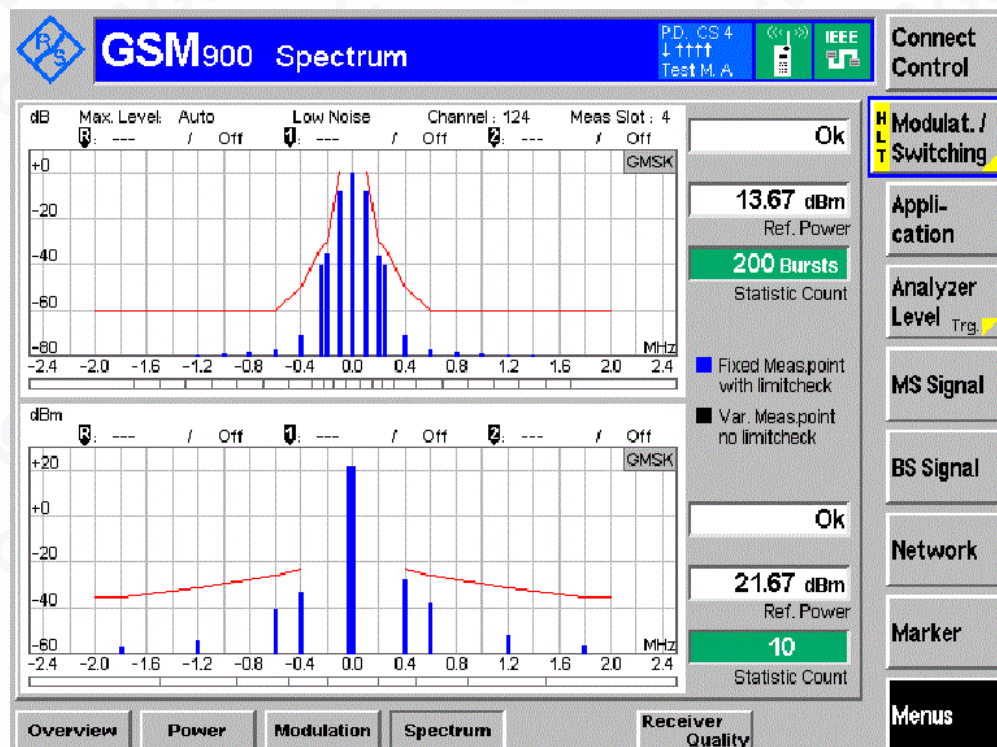 R/S
GSM900 Spectrum
P.D. CS 4
↓ ↑↑↑↑
Test M. A
IEEE
Connect
Control
H
L
T
Modulat. /
Switching
Appli-
cation
Analyzer
Level Trg.
MS Signal
BS Signal
Network
Marker
Menus
dB Max. Level: Auto Low Noise Channel : 124 Meas Slot : 4
R: --- / Off 1: --- / Off 2: --- / Off
GMSK
+0
-20
-40
-60
-80
MHz
-2.4 -2.0 -1.6 -1.2 -0.8 -0.4 0.0 0.4 0.8 1.2 1.6 2.0 2.4
Ok
13.67 dBm
Ref. Power
200 Bursts
Statistic Count
Fixed Meas.point
with limitcheck
Var. Meas.point
no limitcheck
dBm
R: --- / Off 1: --- / Off 2: --- / Off
GMSK
+20
+0
-20
-40
-60
MHz
-2.4 -2.0 -1.6 -1.2 -0.8 -0.4 0.0 0.4 0.8 1.2 1.6 2.0 2.4
Ok
21.67 dBm
Ref. Power
10
Statistic Count
Overview
Power
Modulation
Spectrum
Receiver
Quality